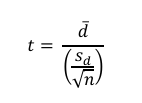 t = d̄ / (s_d / √n)